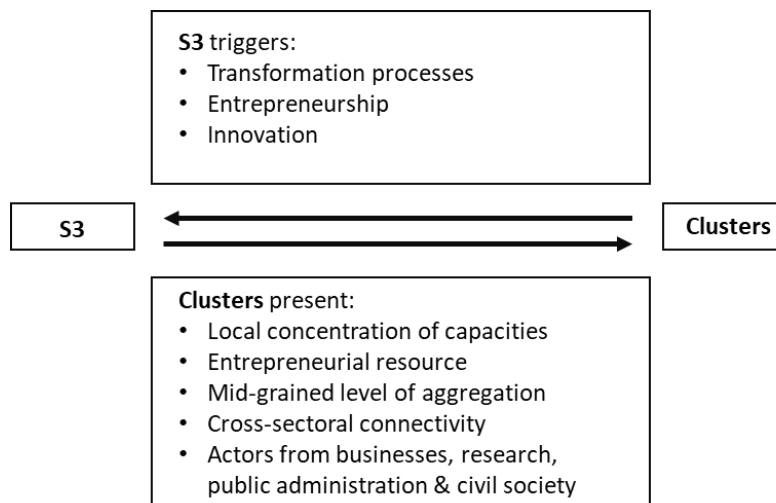 S3 triggers:
• Transformation processes
• Entrepreneurship
• Innovation
S3
Clusters
Clusters present:
• Local concentration of capacities
• Entrepreneurial resource
• Mid-grained level of aggregation
• Cross-sectoral connectivity
• Actors from businesses, research,
public administration & civil society